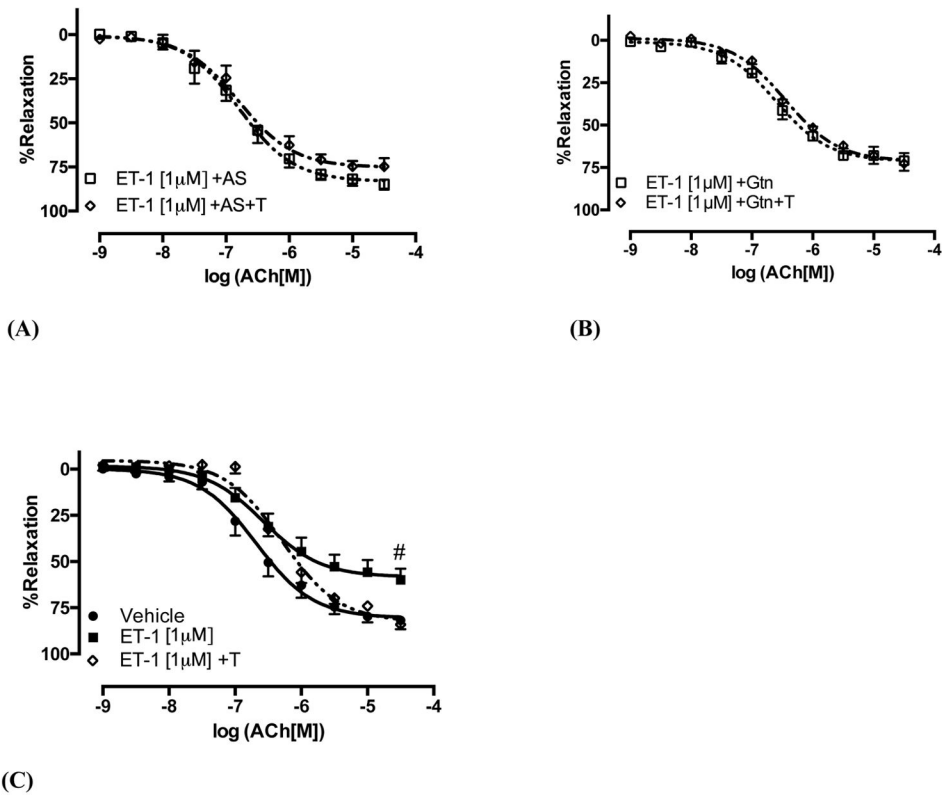 0
25
50
75
100
%Relaxation
ET-1 [1μM] +AS
ET-1 [1μM] +AS+T
-9 -8 -7 -6 -5 -4
log (ACh[M])
(A)
0
25
50
75
100
%Relaxation
ET-1 [1μM] +Gtn
ET-1 [1μM] +Gtn+T
-9 -8 -7 -6 -5 -4
log (ACh[M])
(B)
0
25
50
75
100
%Relaxation
#
Vehicle
ET-1 [1μM]
ET-1 [1μM] +T
-9 -8 -7 -6 -5 -4
log (ACh[M])
(C)